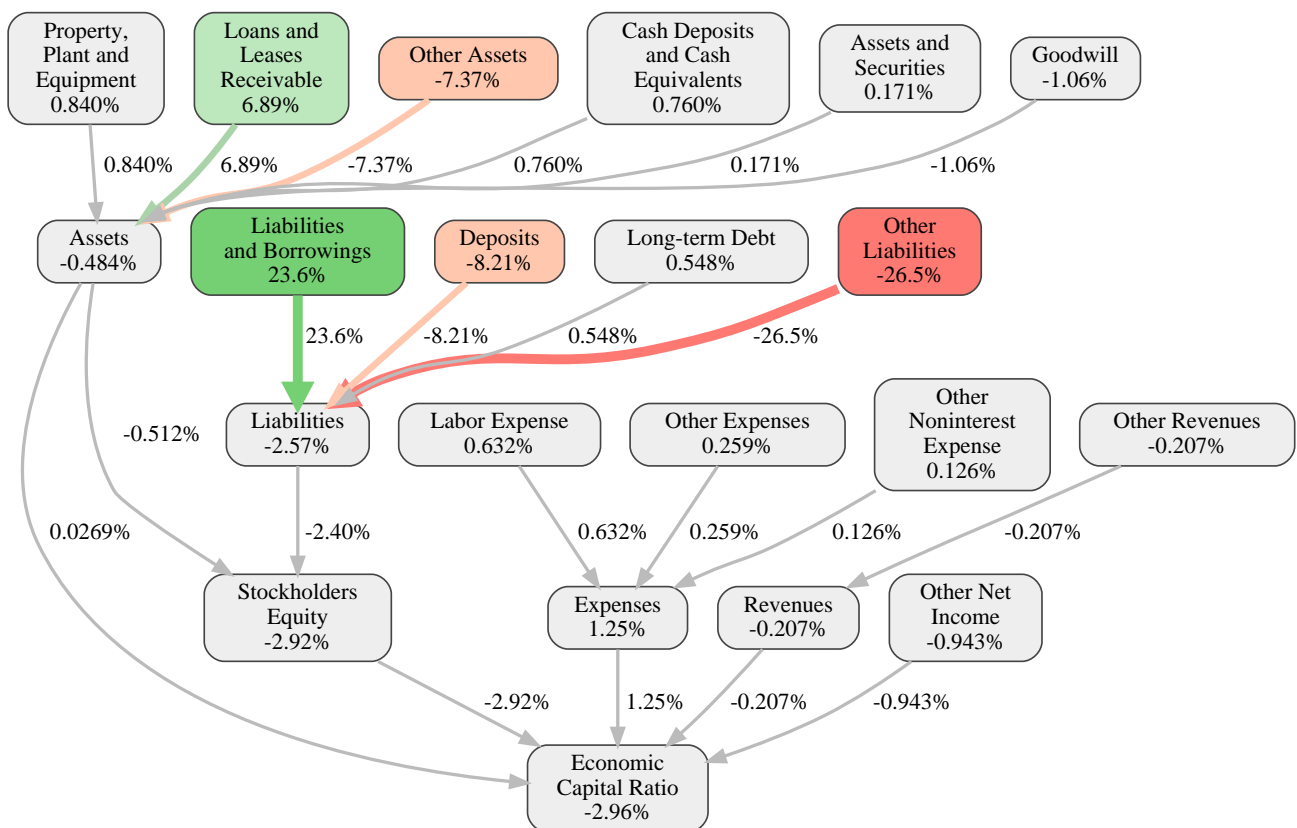 Property,
Plant and
Equipment
0.840%
Loans and
Leases
Receivable
6.89%
Other Assets
-7.37%
Cash Deposits
and Cash
Equivalents
0.760%
Assets and
Securities
0.171%
Goodwill
-1.06%
0.840%
6.89%
-7.37%
0.760%
0.171%
-1.06%
Assets
-0.484%
Liabilities
and Borrowings
23.6%
Deposits
-8.21%
Long-term Debt
0.548%
Other
Liabilities
-26.5%
23.6%
-8.21%
0.548%
-26.5%
-0.512%
Liabilities
-2.57%
Labor Expense
0.632%
Other Expenses
0.259%
Other
Noninterest
Expense
0.126%
Other Revenues
-0.207%
0.0269%
-2.40%
0.632%
0.259%
0.126%
-0.207%
Stockholders
Equity
-2.92%
Expenses
1.25%
Revenues
-0.207%
Other Net
Income
-0.943%
-2.92%
1.25%
-0.207%
-0.943%
Economic
Capital Ratio
-2.96%